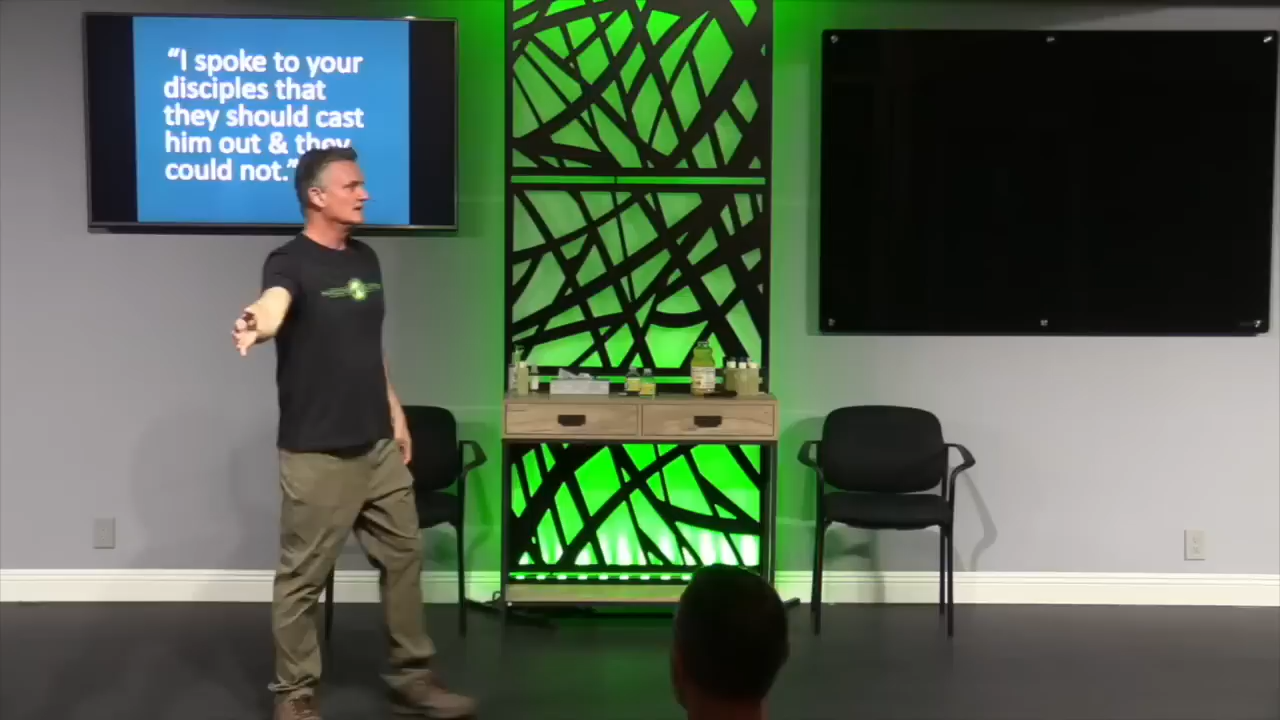 “I spoke to your
disciples that
they should cast
him out & they
could not.”